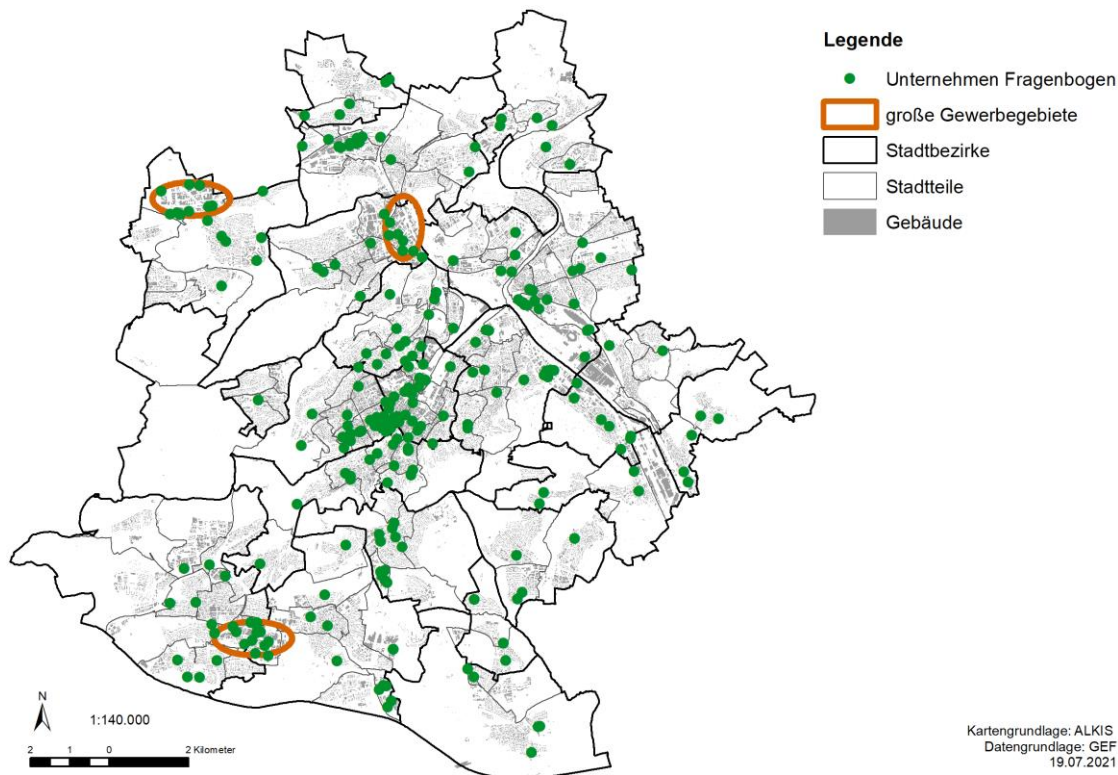 Legende
Unternehmen Fragenbogen
große Gewerbegebiete
Stadtbezirke
Stadtteile
Gebäude
N
1:140.000
2 1 0 2 Kilometer
Kartengrundlage: ALKIS
Datengrundlage: GEF
19.07.2021